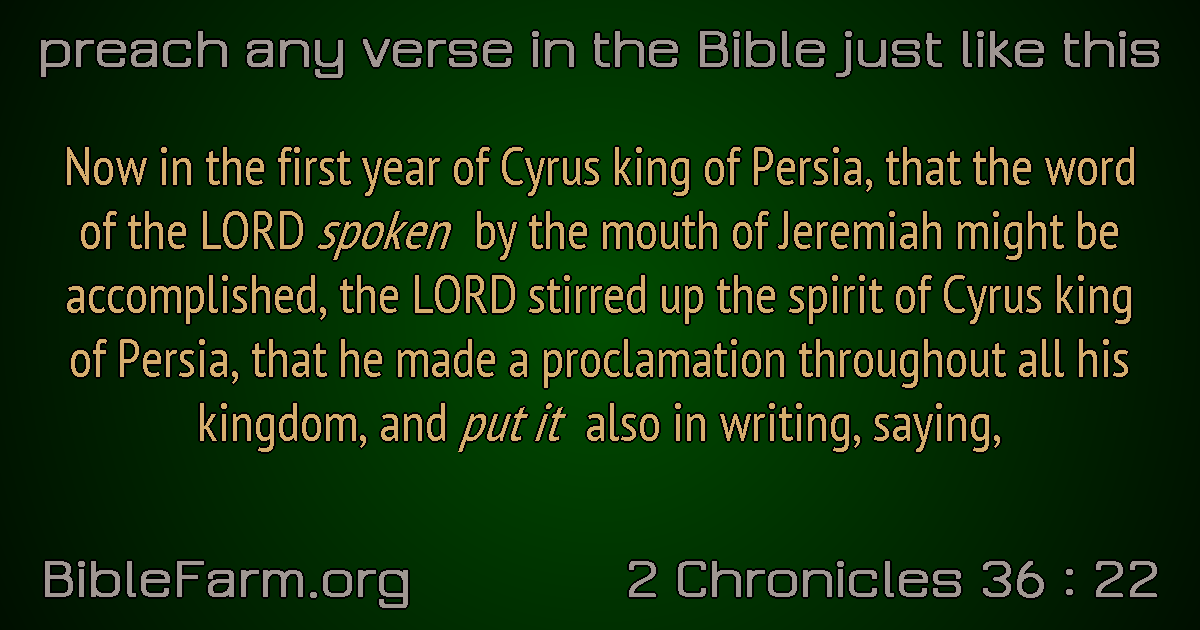 preach any verse in the Bible just like this
Now in the first year of Cyrus king of Persia, that the word
of the LORD spoken by the mouth of Jeremiah might be
accomplished, the LORD stirred up the spirit of Cyrus king
of Persia, that he made a proclamation throughout all his
kingdom, and put it also in writing, saying,
BibleFarm.org
2 Chronicles 36 : 22